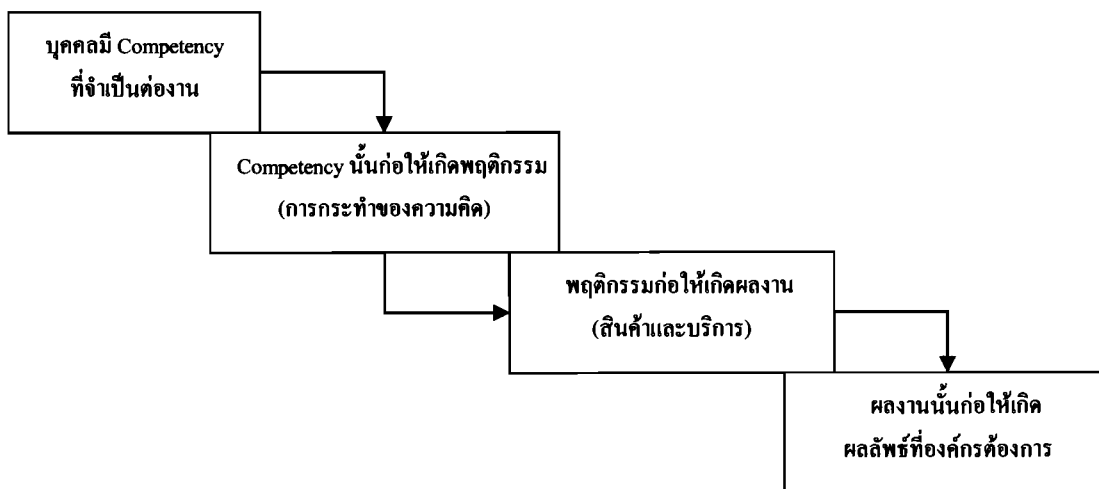 บุคคลมี Competency
ที่จำเป็นต่องาน
Competency นั้นก่อให้เกิดพฤติกรรม
(การกระทำของความคิด)
พฤติกรรมก่อให้เกิดผลงาน
(สินค้าและบริการ)
ผลงานนั้นก่อให้เกิด
ผลลัพธ์ที่องค์กรต้องการ